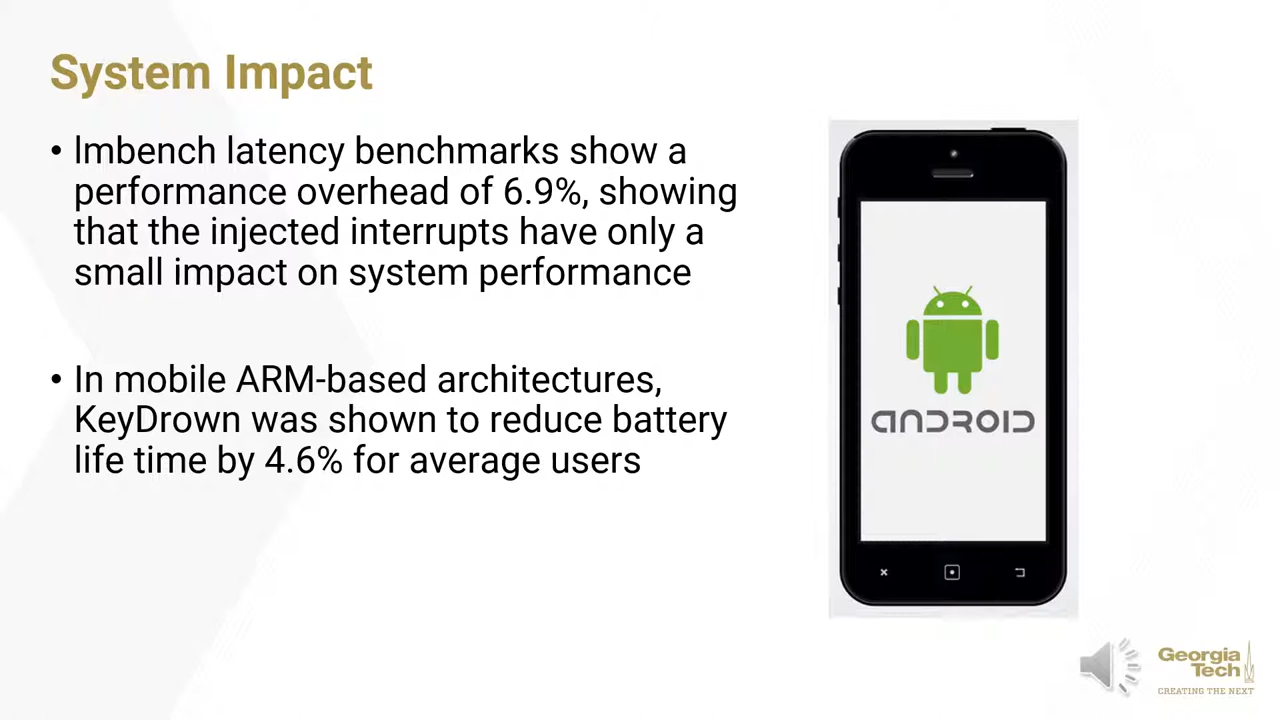 System Impact
• lmbench latency benchmarks show a
performance overhead of 6.9%, showing
that the injected interrupts have only a
small impact on system performance
• In mobile ARM-based architectures,
KeyDrown was shown to reduce battery
life time by 4.6% for average users
ANDROID
Georgia
Tech
CREATING THE NEXT